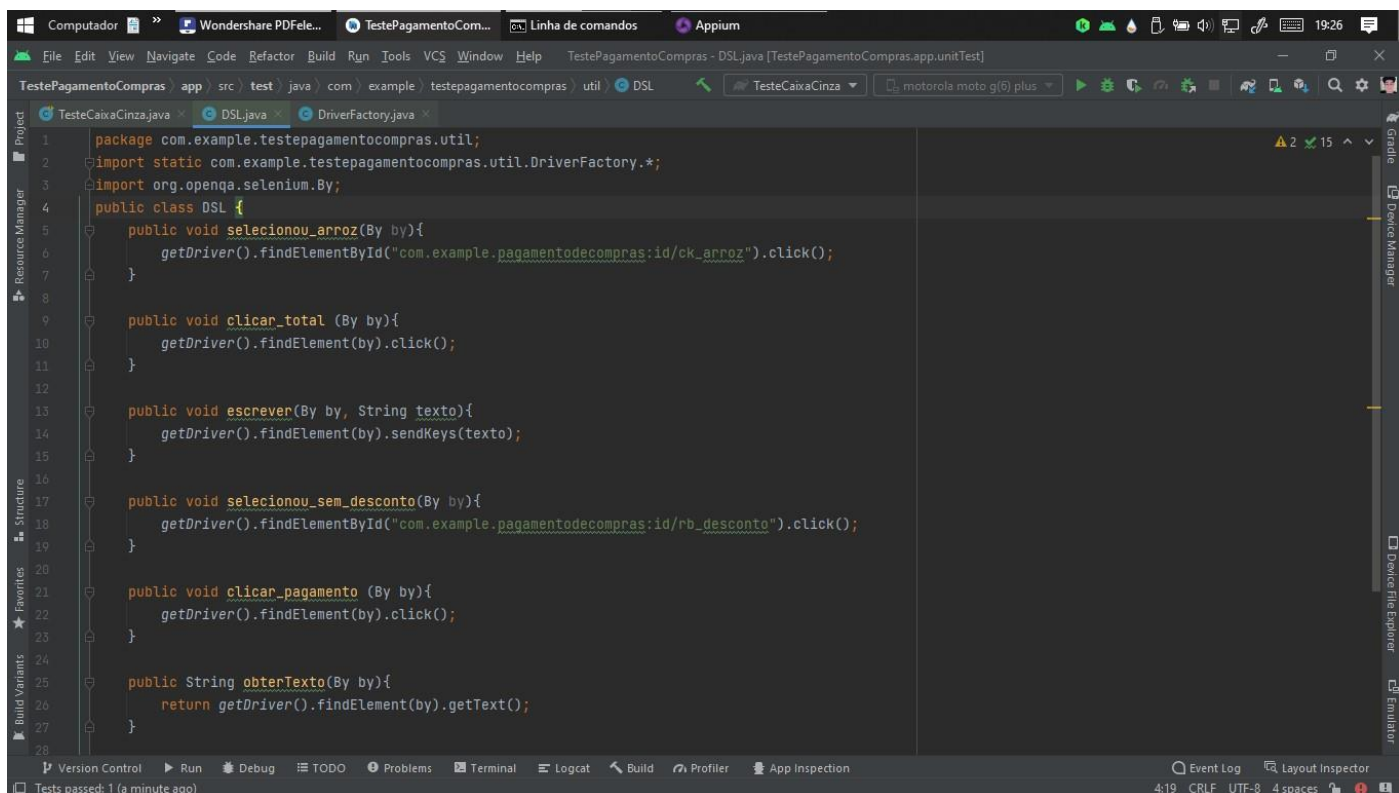 Computador » Wondershare PDFele... TestePagamentoCom... Linha de comandos Appium 19:26
File Edit View Navigate Code Refactor Build Run Tools VCS Window Help TestePagamentoCompras - DSL.java [TestePagamentoCompras.app.unitTest]
TestePagamentoCompras app src test java com example testepagamentocompras util DSL TesteCaixaCinza motorola moto g(6) plus
TesteCaixaCinza.java DSL.java DriverFactory.java
Project
Resource Manager
Structure
Favorites
Build Variants
2 15
1 package com.example.testepagamentocompras.util;
2 import static com.example.testepagamentocompras.util.DriverFactory.*;
3 import org.openqa.selenium.By;
4 public class DSL {
5 public void selecionou_arroz(By by){
6 getDriver().findElementById("com.example.pagamentodecompras:id/ck_arroz").click();
7 }
8
9 public void clicar_total (By by){
10 getDriver().findElement(by).click();
11 }
12
13 public void escrever(By by, String texto){
14 getDriver().findElement(by).sendKeys(texto);
15 }
16
17 public void selecionou_sem_desconto(By by){
18 getDriver().findElementById("com.example.pagamentodecompras:id/rb_desconto").click();
19 }
20
21 public void clicar_pagamento (By by){
22 getDriver().findElement(by).click();
23 }
24
25 public String obterTexto(By by){
26 return getDriver().findElement(by).getText();
27 }
28
Gradle
Device Manager
Device File Explorer
Emulator
Version Control Run Debug TODO Problems Terminal Logcat Build Profiler App Inspection Event Log Layout Inspector
Tests passed: 1 (a minute ago) 4:19 CRLF UTF-8 4 spaces